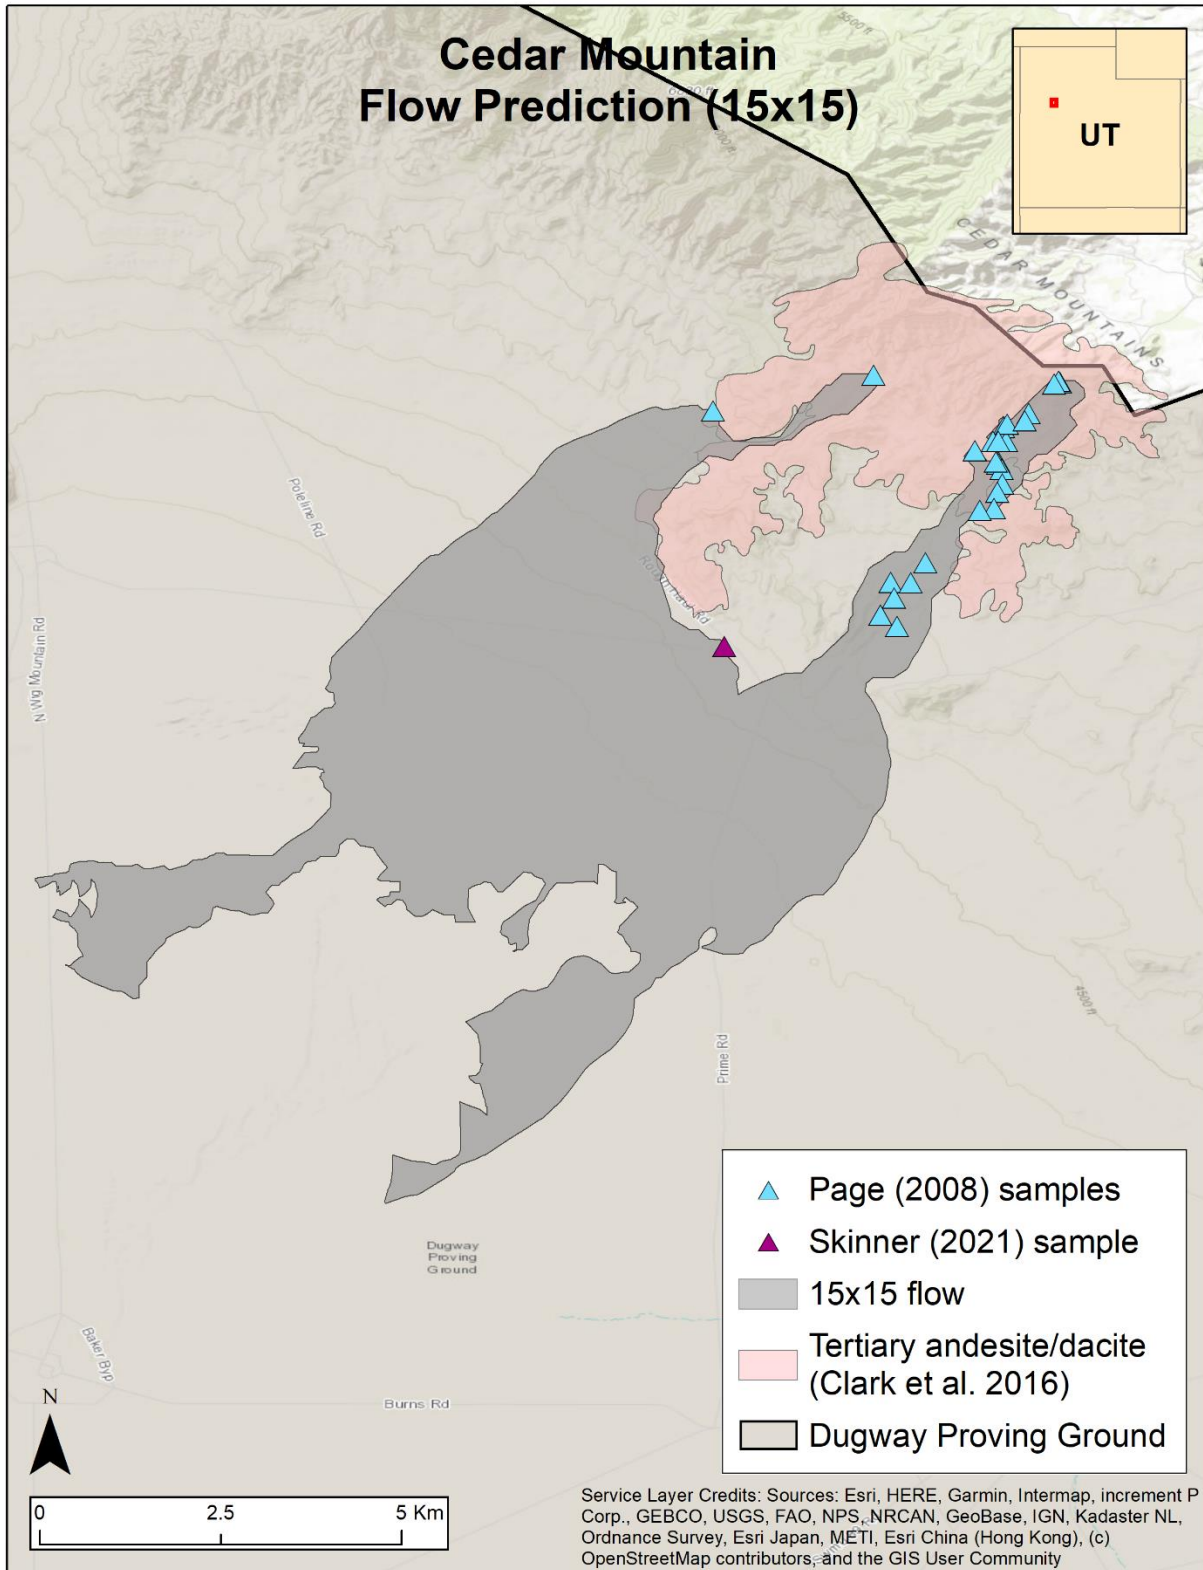 Cedar Mountain
Flow Prediction (15x15)
5500 ft
UT
CEDAR MOUNTAINS
Poleline Rd
N Wig Mountain Rd
4500 ft
Prime Rd
Dugway
Proving
Ground
Baker Byp
Burns Rd
N
0 2.5 5 Km
Page (2008) samples
Skinner (2021) sample
15x15 flow
Tertiary andesite/dacite
(Clark et al. 2016)
Dugway Proving Ground
Service Layer Credits: Sources: Esri, HERE, Garmin, Intermap, increment P
Corp., GEBCO, USGS, FAO, NPS, NRCAN, GeoBase, IGN, Kadaster NL,
Ordnance Survey, Esri Japan, METI, Esri China (Hong Kong), (c)
OpenStreetMap contributors, and the GIS User Community